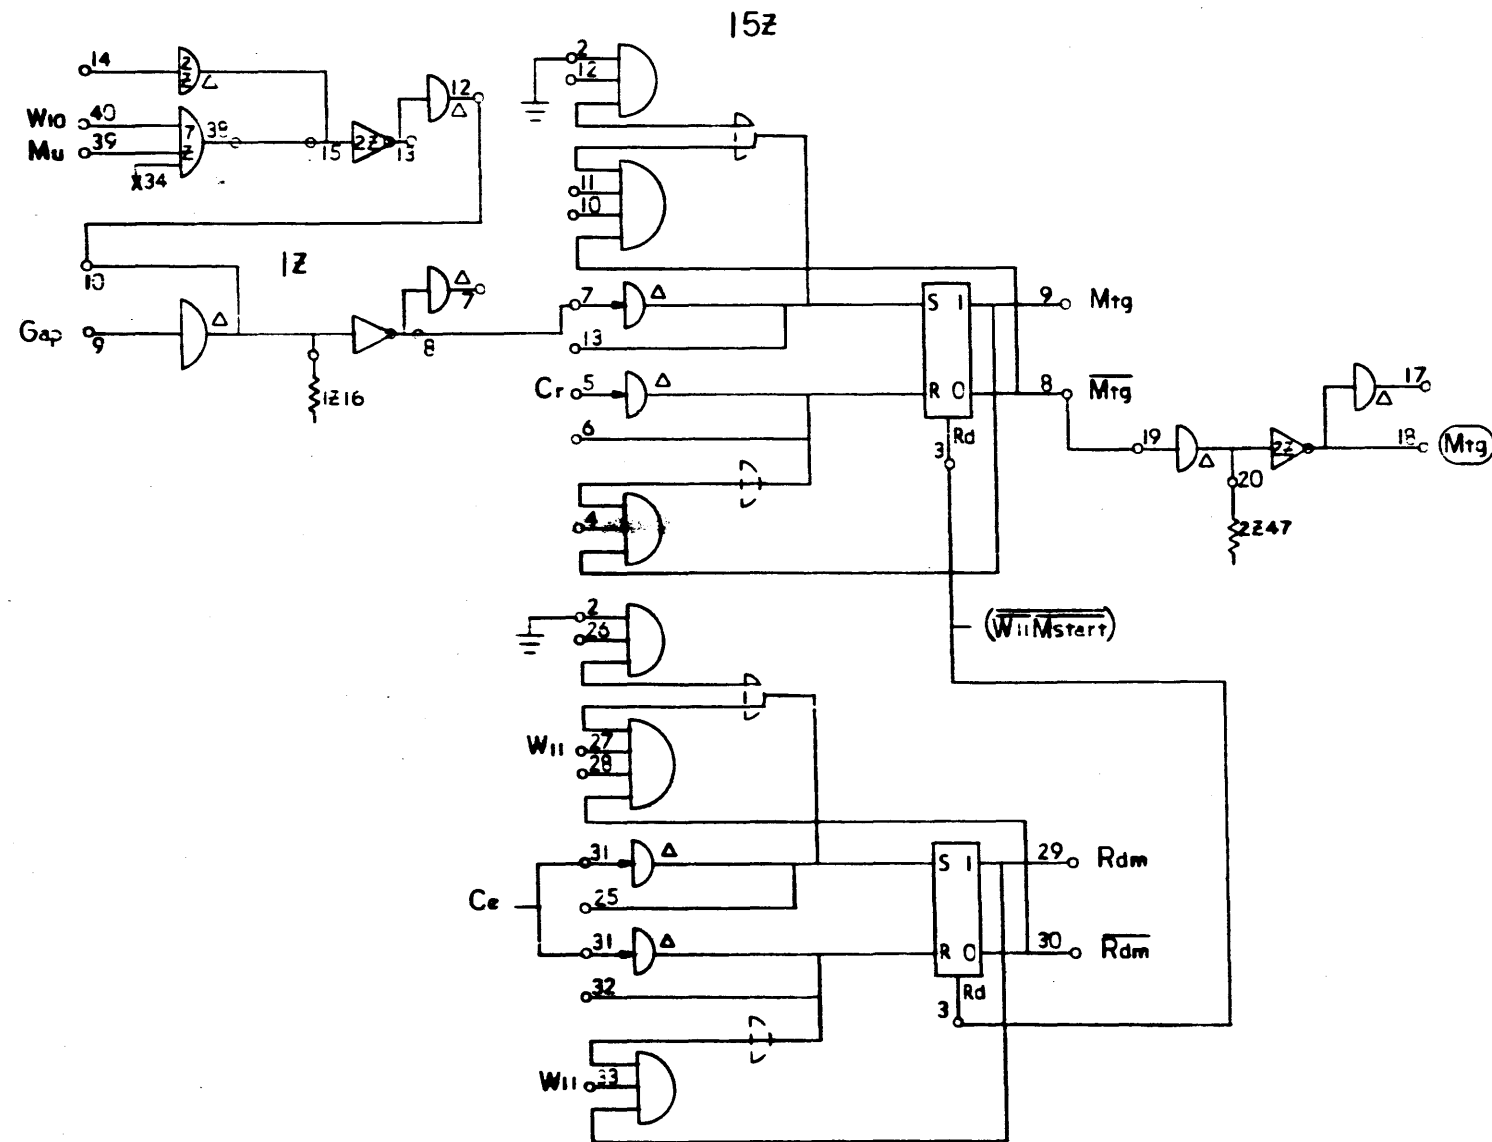 15Z
14
2
Z
Δ
W10
40
7
Z
38
Mu
39
X34
15
2Z
13
12
Δ
10
1Z
Gap
9
Δ
1Z16
8
Δ
7
2
12
11
10
7
Δ
13
Cr
5
Δ
6
4
S 1
R 0
Rd
3
9
Mtg
8
Mtg
19
Δ
20
2Z47
2Z
17
Δ
18
Mtg
(W11 Mstart)
2
26
W11
27
28
Ce
31
Δ
25
31
Δ
32
W11
33
S 1
R 0
Rd
3
29
Rdm
30
Rdm